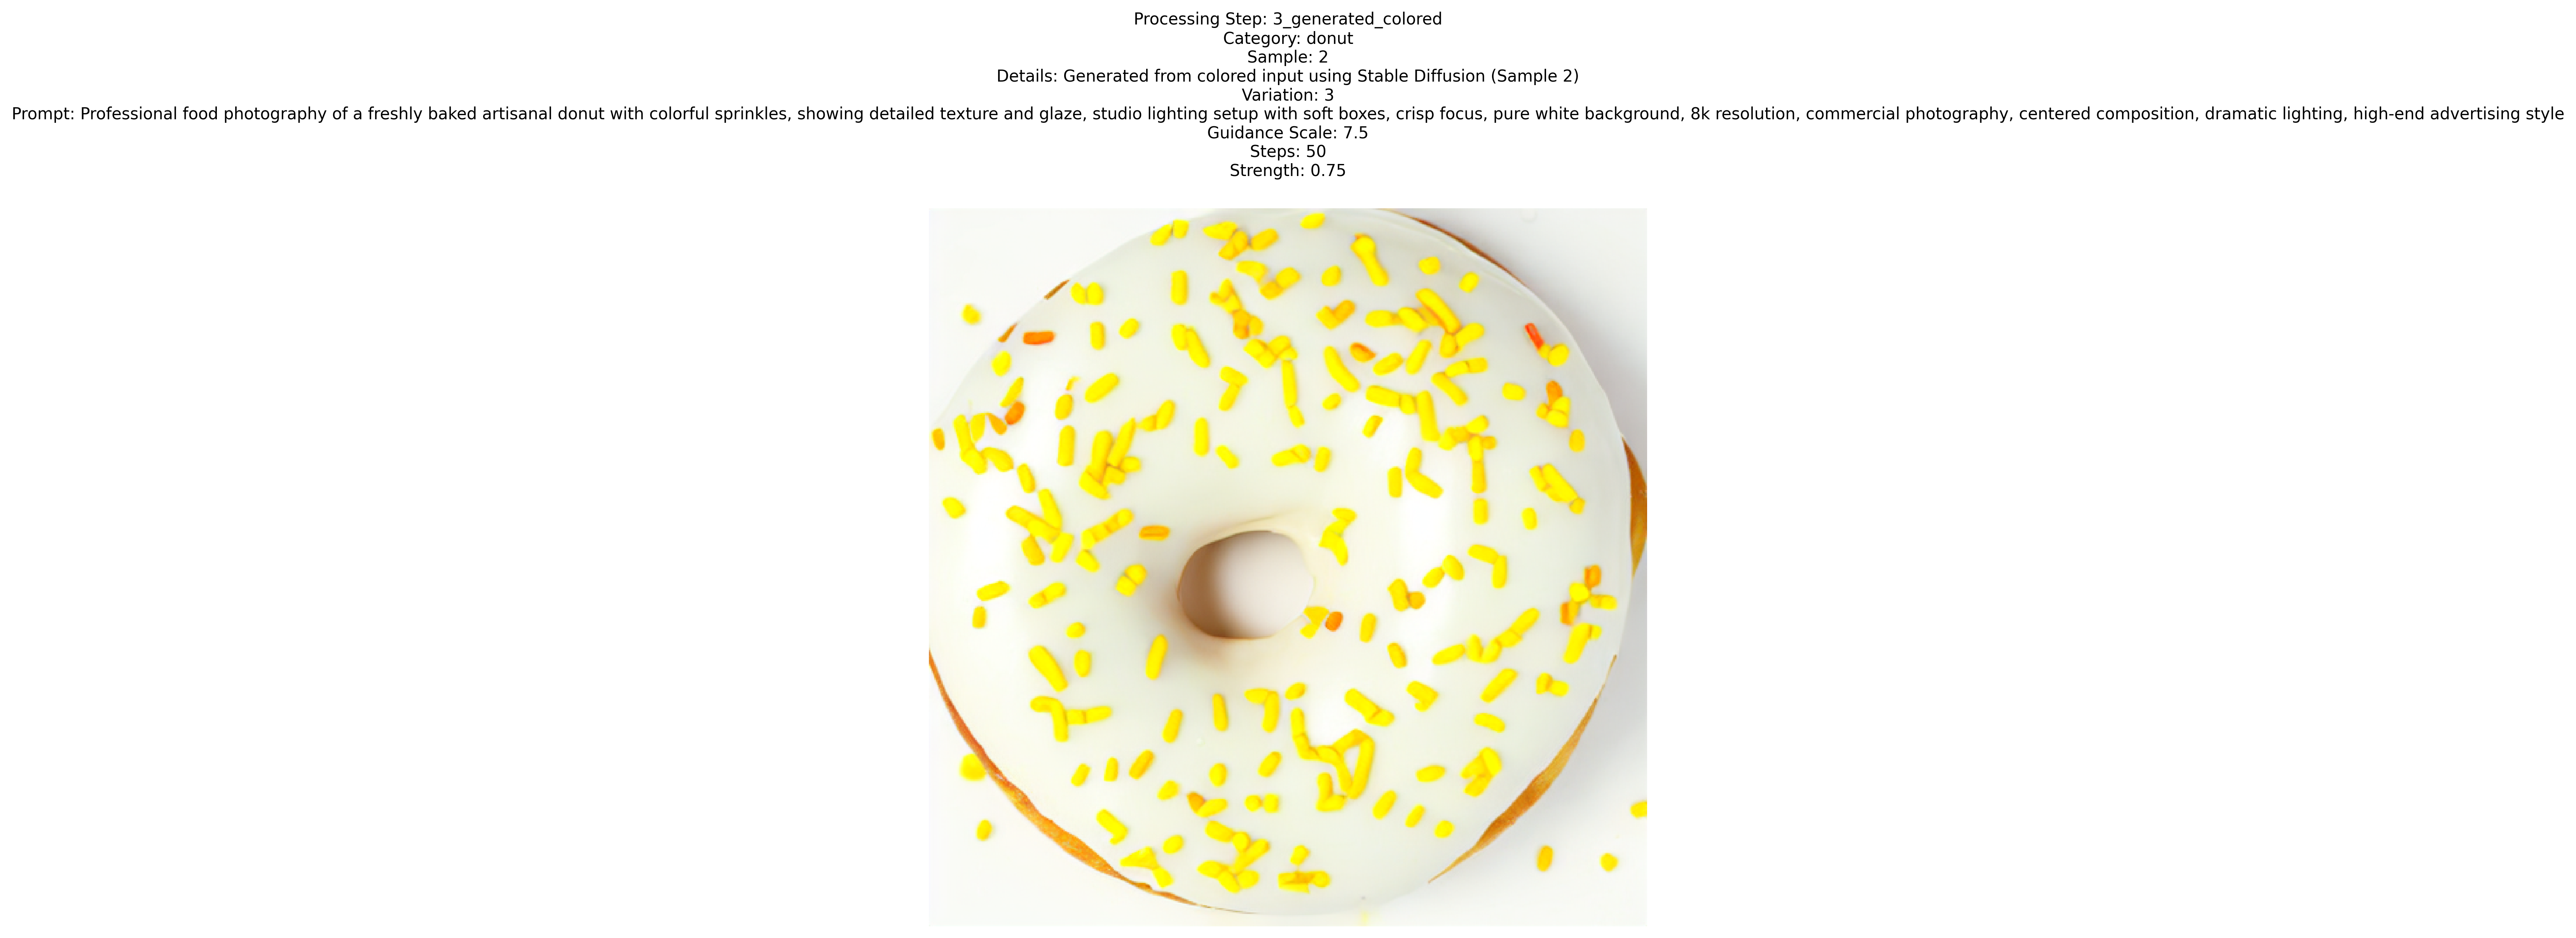 Processing Step: 3_generated_colored
Category: donut
Sample: 2
Details: Generated from colored input using Stable Diffusion (Sample 2)
Variation: 3
Prompt: Professional food photography of a freshly baked artisanal donut with colorful sprinkles, showing detailed texture and glaze, studio lighting setup with soft boxes, crisp focus, pure white background, 8k resolution, commercial photography, centered composition, dramatic lighting, high-end advertising style
Guidance Scale: 7.5
Steps: 50
Strength: 0.75